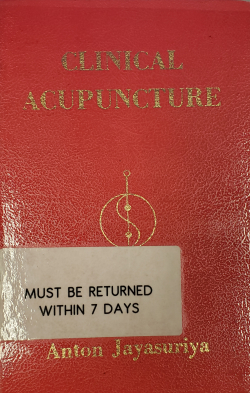 CLINICAL
ACUPUNCTURE
MUST BE RETURNED
WITHIN 7 DAYS
Anton Jayasuriya